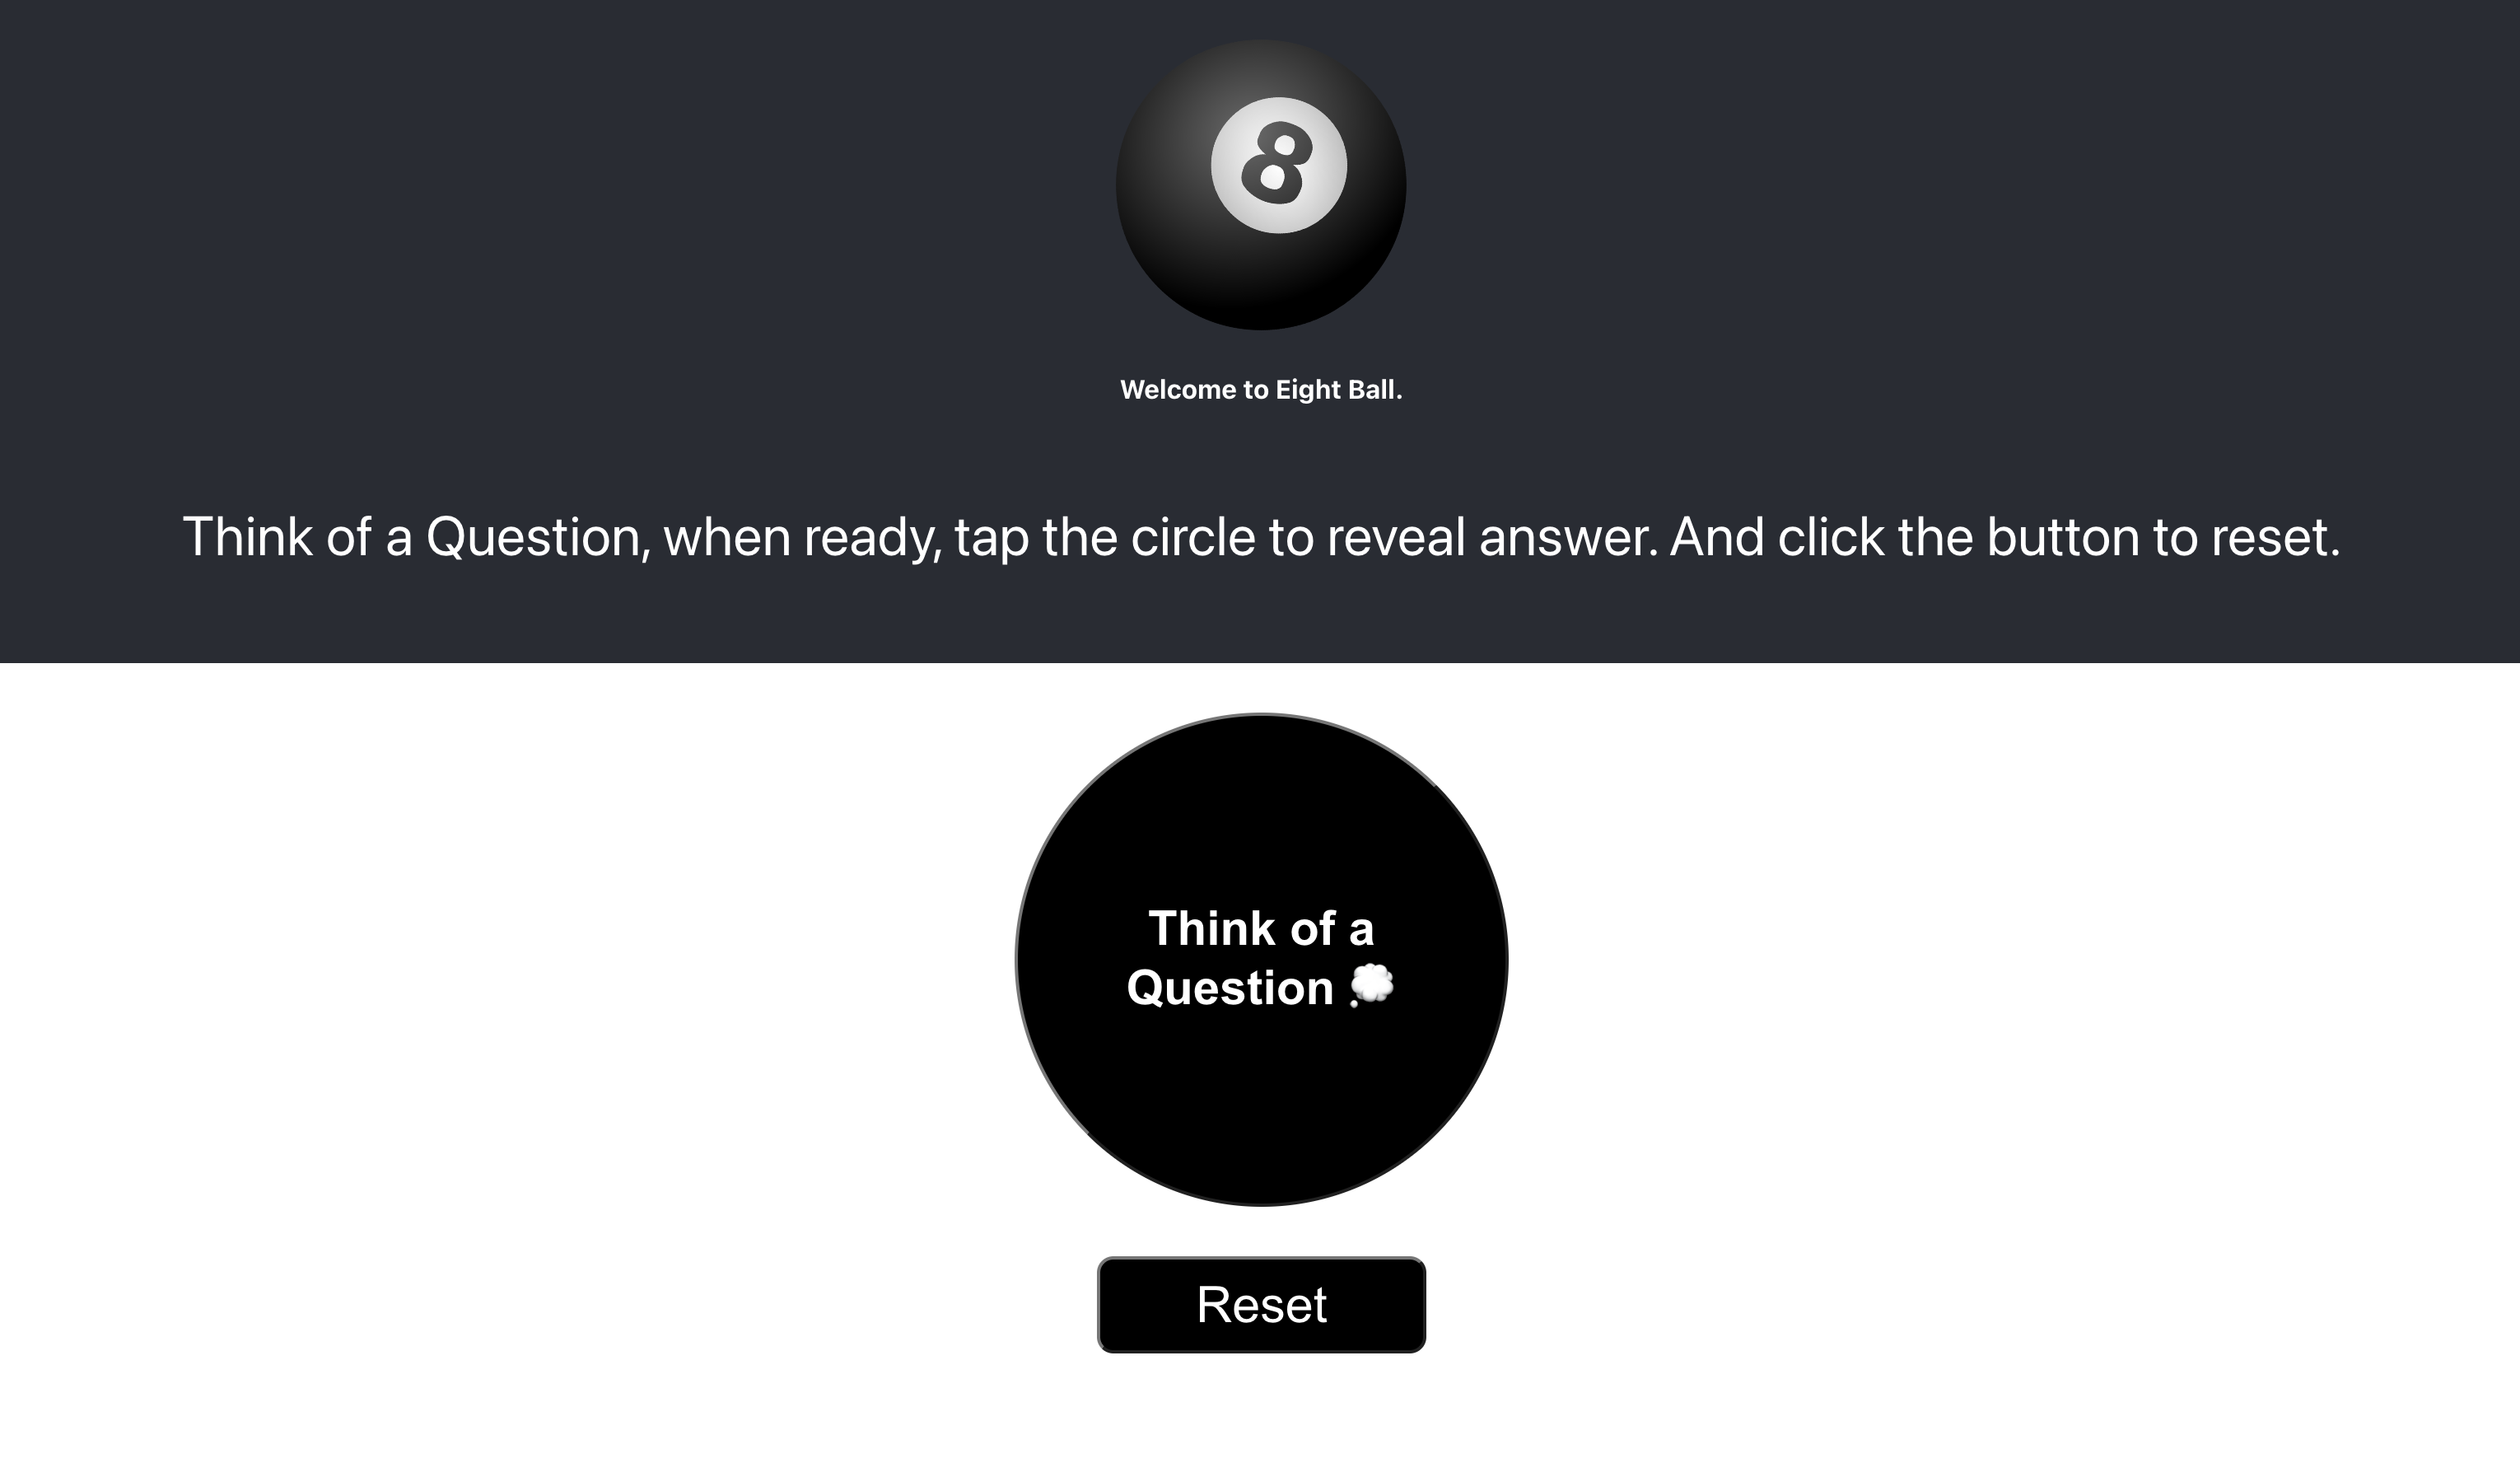 8
Welcome to Eight Ball.
Think of a Question, when ready, tap the circle to reveal answer. And click the button to reset.
Think of a
Question 💭
Reset